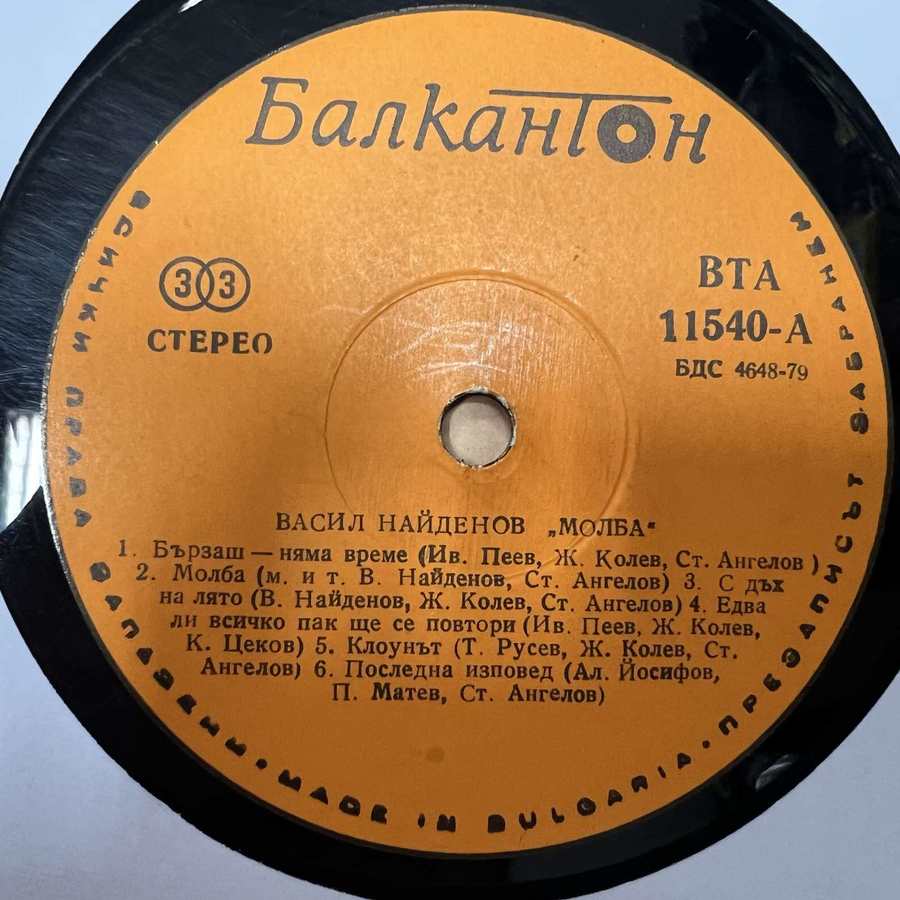 Балкантон
33
СТЕРЕО
ВТА
11540-А
БДС 4648-79
ВАСИЛ НАЙДЕНОВ „МОЛБА“
1. Бързаш — няма време (Ив. Пеев, Ж. Колев, Ст. Ангелов)
2. Молба (м. и т. В. Найденов, Ст. Ангелов) 3. С дъх
на лято (В. Найденов, Ж. Колев, Ст. Ангелов) 4. Едва
ли всичко пак ще се повтори (Ив. Пеев, Ж. Колев,
К. Цеков) 5. Клоунът (Т. Русев, Ж. Колев, Ст.
Ангелов) 6. Последна изповед (Ал. Йосифов,
П. Матев, Ст. Ангелов)
ВСИЧКИ ПРАВА ЗАПАЗЕНИ • MADE IN BULGARIA • ПРЕЗАПИСЪТ ЗАБРАНЕН